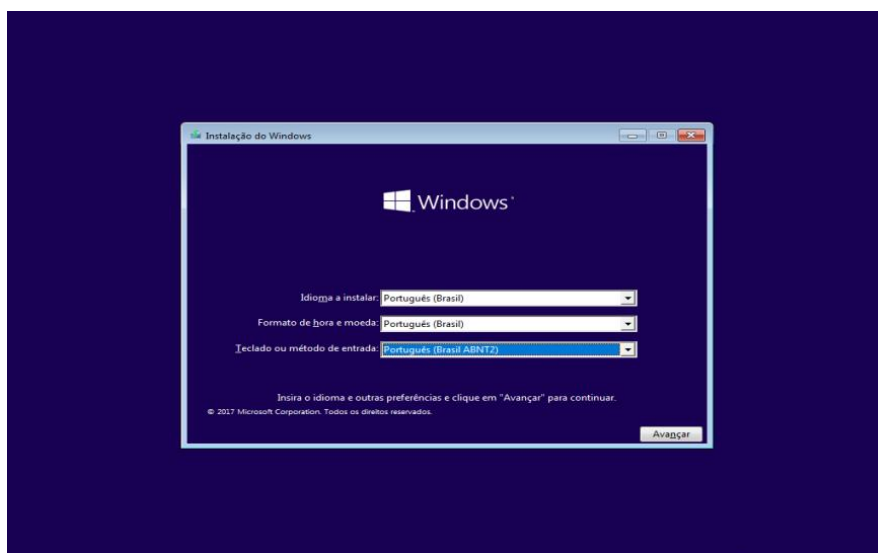 Instalação do Windows
Windows
Idioma a instalar: Português (Brasil)
Formato de hora e moeda: Português (Brasil)
Teclado ou método de entrada: Português (Brasil ABNT2)
Insira o idioma e outras preferências e clique em "Avançar" para continuar.
© 2017 Microsoft Corporation. Todos os direitos reservados.
Avançar